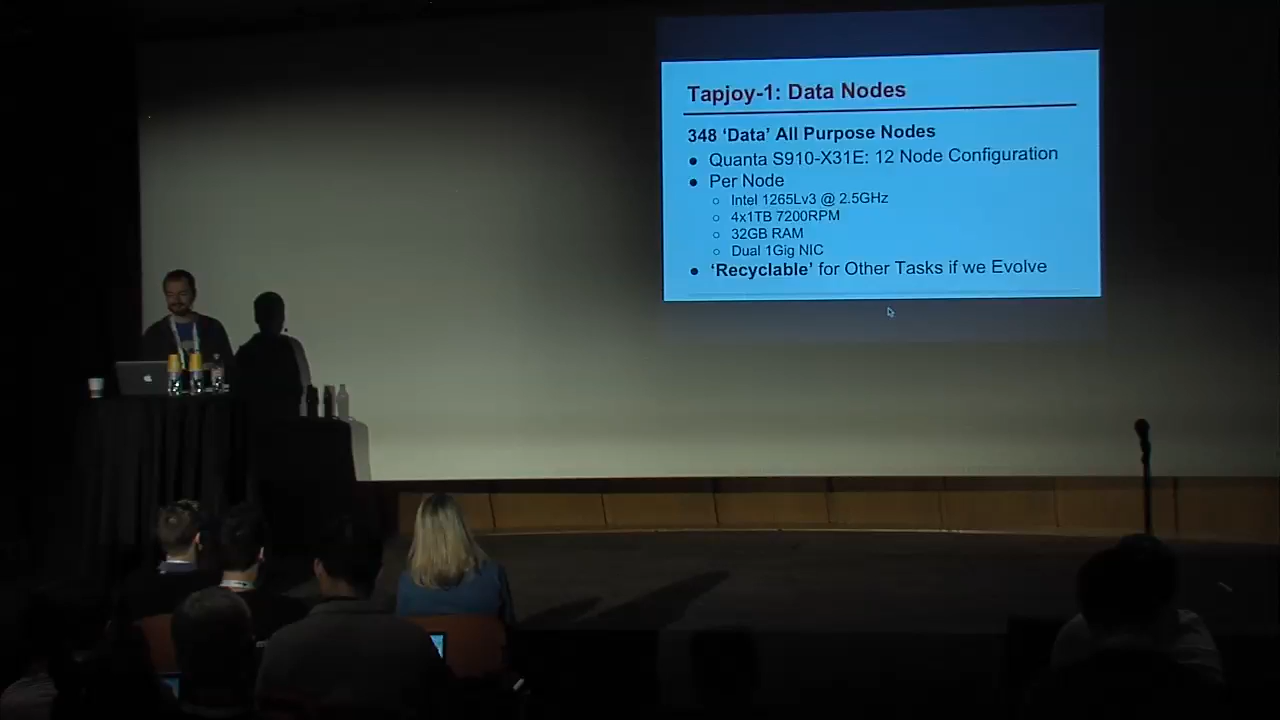 Tapjoy-1: Data Nodes
348 ‘Data’ All Purpose Nodes
● Quanta S910-X31E: 12 Node Configuration
● Per Node
○ Intel 1265Lv3 @ 2.5GHz
○ 4x1TB 7200RPM
○ 32GB RAM
○ Dual 1Gig NIC
● ‘Recyclable’ for Other Tasks if we Evolve